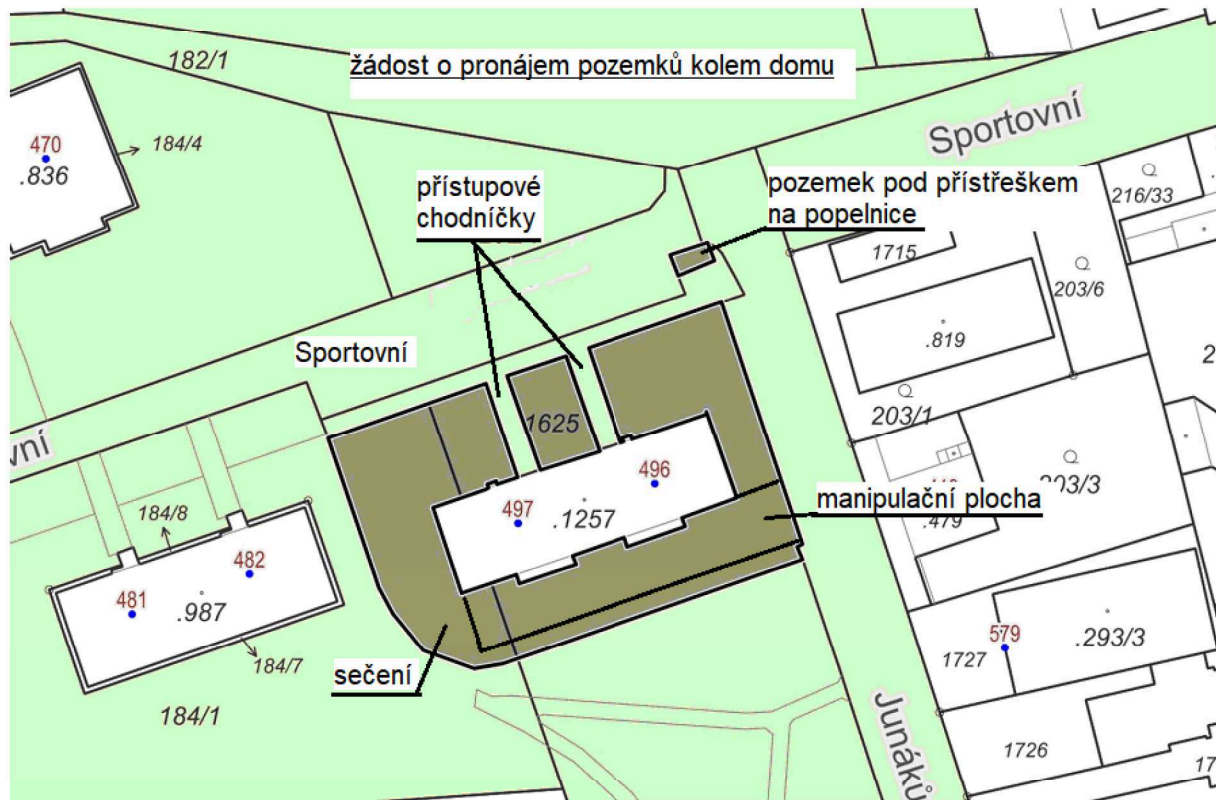 182/1
žádost o pronájem pozemků kolem domu
Sportovní
470
.836
184/4
přístupové
chodníčky
pozemek pod přístřeškem
na popelnice
216/33
1715
203/6
.819
203/1
Sportovní
1625
496
497
.1257
manipulační plocha
203/3
.479
184/8
482
481
.987
184/7
sečení
184/1
579
.293/3
1727
1726
Junáků